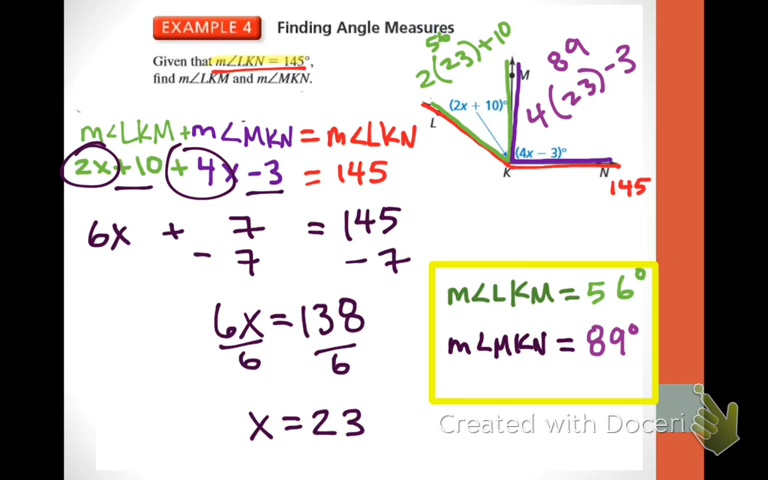 EXAMPLE 4 Finding Angle Measures
Given that m∠LKN = 145°,
find m∠LKM and m∠MKN.
56
2(23)+10
89
4(23)-3
M
(2x + 10)°
L
(4x − 3)°
K
N
145
m∠LKM+m∠MKN=m∠LKN
2x+10+4x-3 = 145
6x + 7 = 145
-7 -7
6x=138
6 6
x=23
m∠LKM=56°
m∠MKN=89°
Created with Doceri